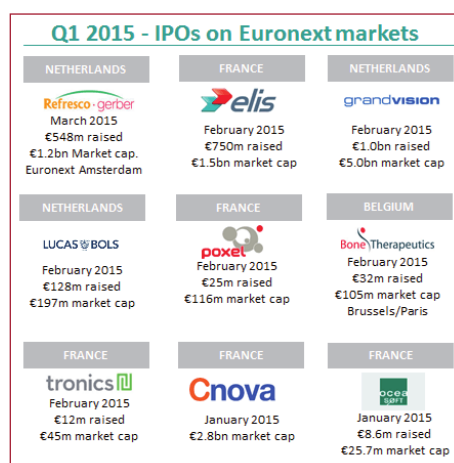 Q1 2015 - IPOs on Euronext markets
NETHERLANDS
Refresco · gerber
March 2015
€548m raised
€1.2bn Market cap.
Euronext Amsterdam
FRANCE
elis
February 2015
€750m raised
€1.5bn market cap
NETHERLANDS
grandvision
February 2015
€1.0bn raised
€5.0bn market cap
NETHERLANDS
LUCAS BOLS
February 2015
€128m raised
€197m market cap
FRANCE
poxel
February 2015
€25m raised
€116m market cap
BELGIUM
Bone Therapeutics
February 2015
€32m raised
€105m market cap
Brussels/Paris
FRANCE
tronics
February 2015
€12m raised
€45m market cap
FRANCE
Cnova
January 2015
€2.8bn market cap
FRANCE
ocea
søft
January 2015
€8.6m raised
€25.7m market cap